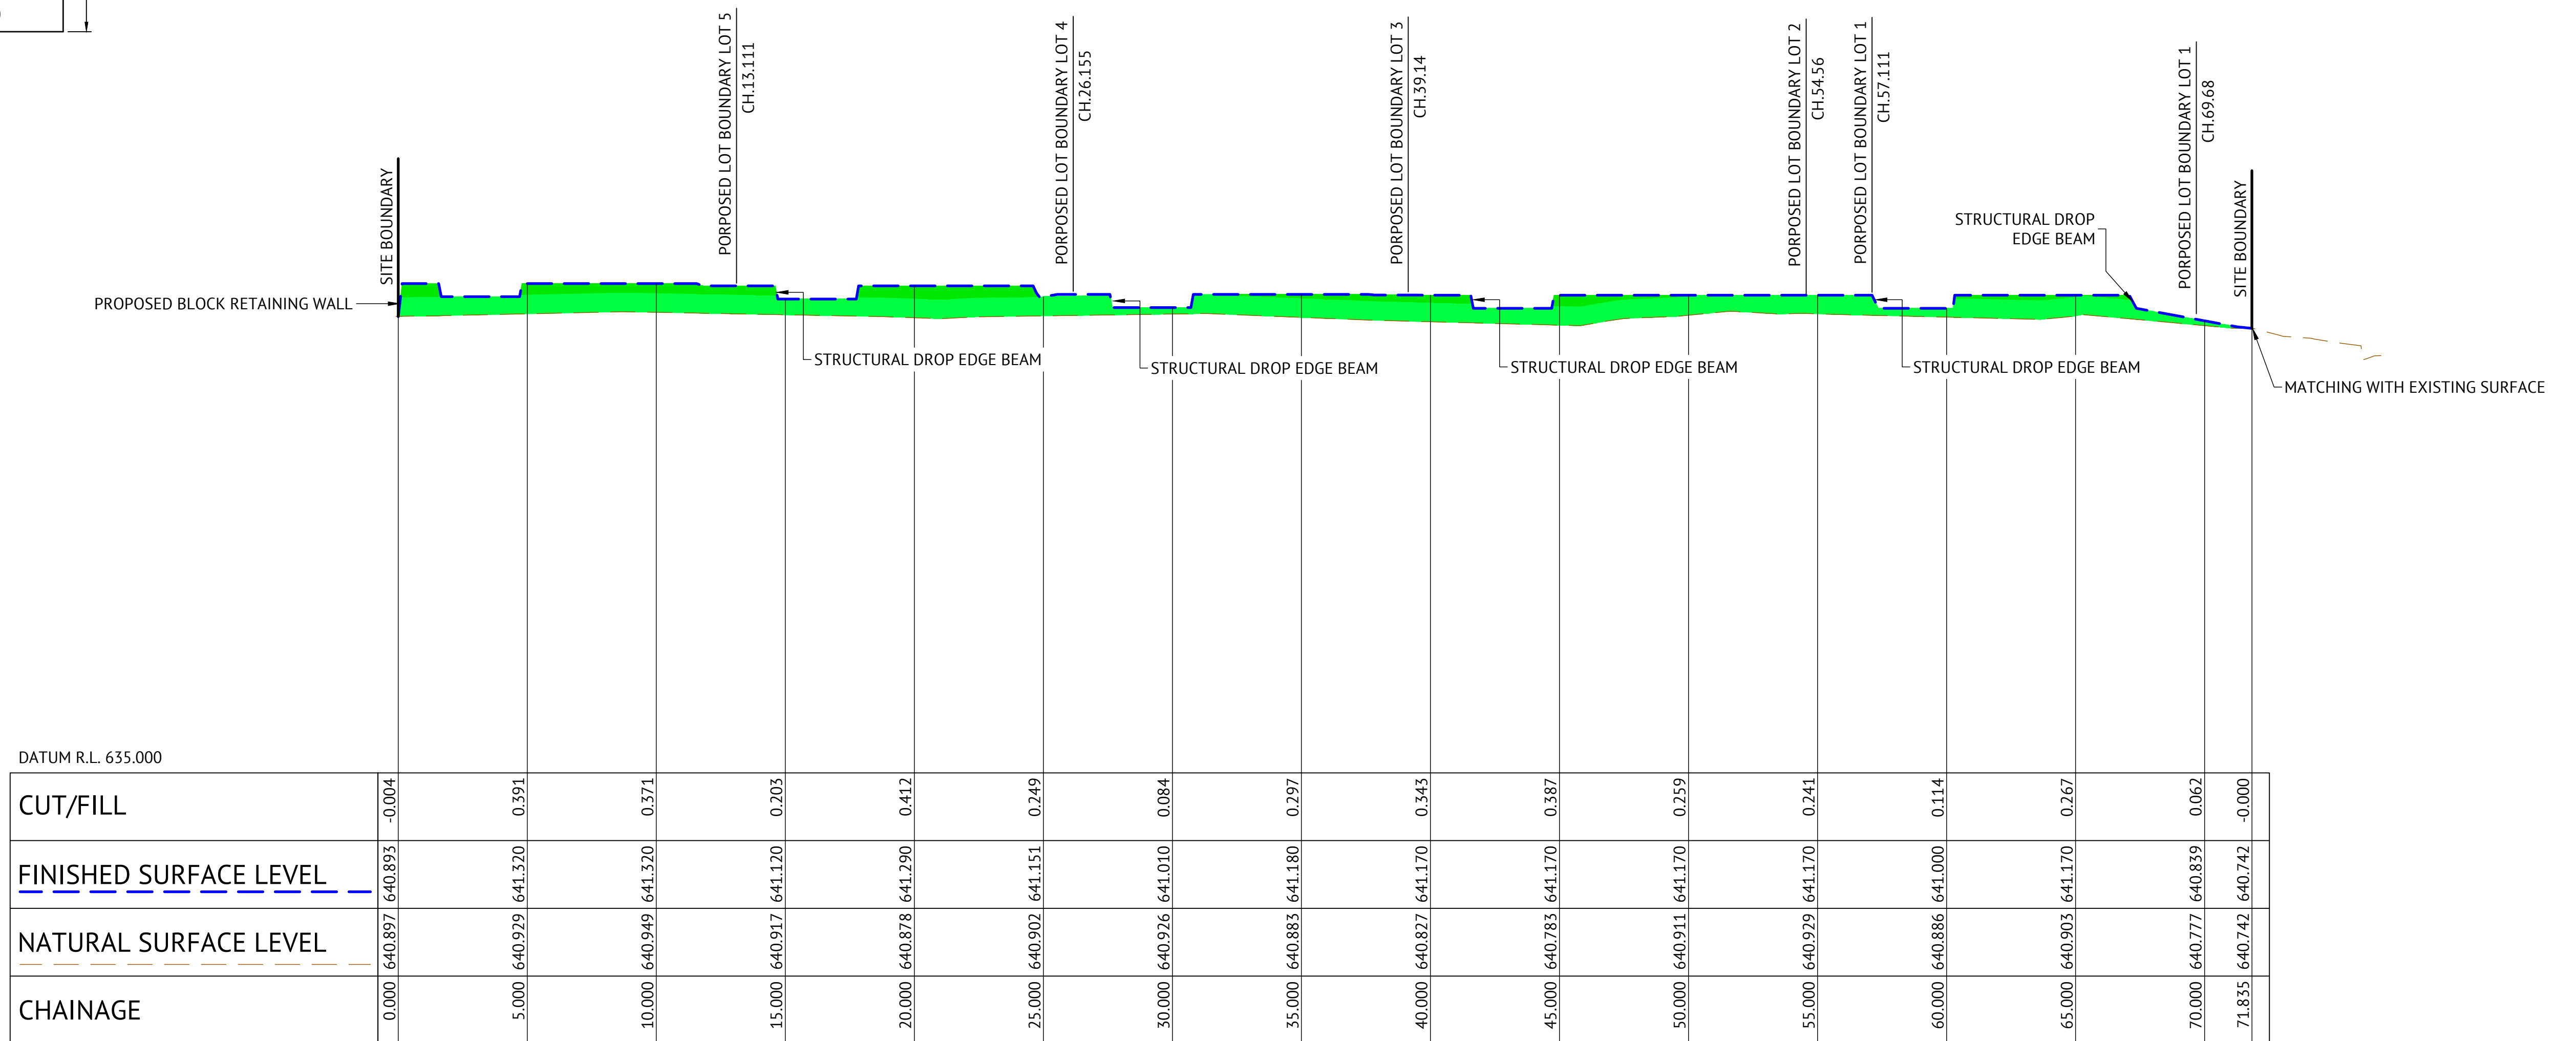 PORPOSED LOT BOUNDARY LOT 5
CH.13.111
PORPOSED LOT BOUNDARY LOT 4
CH.26.155
PORPOSED LOT BOUNDARY LOT 3
CH.39.14
PORPOSED LOT BOUNDARY LOT 2
CH.54.56
PORPOSED LOT BOUNDARY LOT 1
CH.57.111
PORPOSED LOT BOUNDARY LOT 1
CH.69.68
SITE BOUNDARY
SITE BOUNDARY
STRUCTURAL DROP
EDGE BEAM
PROPOSED BLOCK RETAINING WALL
STRUCTURAL DROP EDGE BEAM
STRUCTURAL DROP EDGE BEAM
STRUCTURAL DROP EDGE BEAM
STRUCTURAL DROP EDGE BEAM
MATCHING WITH EXISTING SURFACE
DATUM R.L. 635.000
CUT/FILL -0.004 0.391 0.371 0.203 0.412 0.249 0.084 0.297 0.343 0.387 0.259 0.241 0.114 0.267 0.062 -0.000
FINISHED SURFACE LEVEL 640.893 641.320 641.320 641.120 641.290 641.151 641.010 641.180 641.170 641.170 641.170 641.170 641.000 641.170 640.839 640.742
NATURAL SURFACE LEVEL 640.897 640.929 640.949 640.917 640.878 640.902 640.926 640.883 640.827 640.783 640.911 640.929 640.886 640.903 640.777 640.742
CHAINAGE 0.000 5.000 10.000 15.000 20.000 25.000 30.000 35.000 40.000 45.000 50.000 55.000 60.000 65.000 70.000 71.835